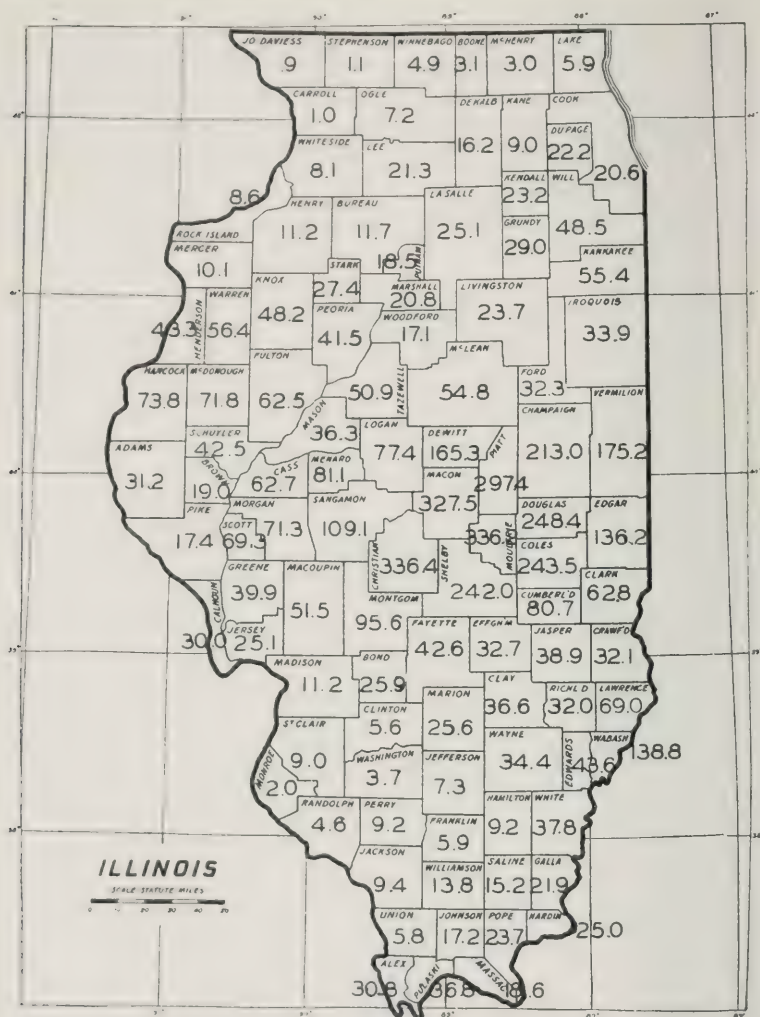 91 90 89 88 87
JO DAVIESS STEPHENSON WINNEBAGO BOONE McHENRY LAKE
.9 1.1 4.9 3.1 3.0 5.9
CARROLL OGLE DE KALB KANE COOK
1.0 7.2 16.2 9.0 20.6
DU PAGE
22.2
WHITESIDE LEE
8.1 21.3
KENDALL WILL
23.2 48.5
8.6
ROCK ISLAND
HENRY BUREAU LASALLE
11.2 11.7 25.1
GRUNDY
29.0
MERCER
10.1
18.5
PUTNAM
KANKAKEE
55.4
STARK
27.4
MARSHALL
20.8
LIVINGSTON
23.7
IROQUOIS
33.9
KNOX
48.2
WARREN
56.4
43.3
HENDERSON
PEORIA
41.5
WOODFORD
17.1
McLEAN
54.8
FORD
32.3
HANCOCK McDONOUGH FULTON
73.8 71.8 62.5
50.9
TAZEWELL
VERMILION
175.2
CHAMPAIGN
213.0
MASON
36.3
LOGAN
77.4
DEWITT
165.3
PIATT
297.4
SCHUYLER
42.5
ADAMS
31.2
BROWN
19.0
CASS
62.7
MENARD
81.1
MACON
327.5
PIKE
17.4
MORGAN
71.3
SCOTT
69.3
SANGAMON
109.1
CHRISTIAN
336.4
MOULTRIE
DOUGLAS
248.4
EDGAR
136.2
COLES
243.5
SHELBY
242.0
GREENE
39.9
MACOUPIN
51.5
CLARK
62.8
CUMBERL'D
80.7
CALHOUN
30.0
JERSEY
25.1
MONTGOM
95.6
FAYETTE
42.6
EFFGH'M
32.7
JASPER
38.9
CRAWF'D
32.1
MADISON
11.2
BOND
25.9
CLAY
36.6
RICHL'D
32.0
LAWRENCE
69.0
MARION
25.6
CLINTON
5.6
ST CLAIR
9.0
WAYNE
34.4
EDWARDS
43.6
WABASH
138.8
WASHINGTON
3.7
JEFFERSON
7.3
MONROE
2.0
RANDOLPH
4.6
PERRY
9.2
FRANKLIN
5.9
HAMILTON
9.2
WHITE
37.8
JACKSON
9.4
WILLIAMSON
13.8
SALINE
15.2
GALLA
21.9
UNION
5.8
JOHNSON
17.2
POPE
23.7
HARDIN
25.0
ALEX
30.8
PULASKI
36.8
MASSAC
ILLINOIS
SCALE STATUTE MILES